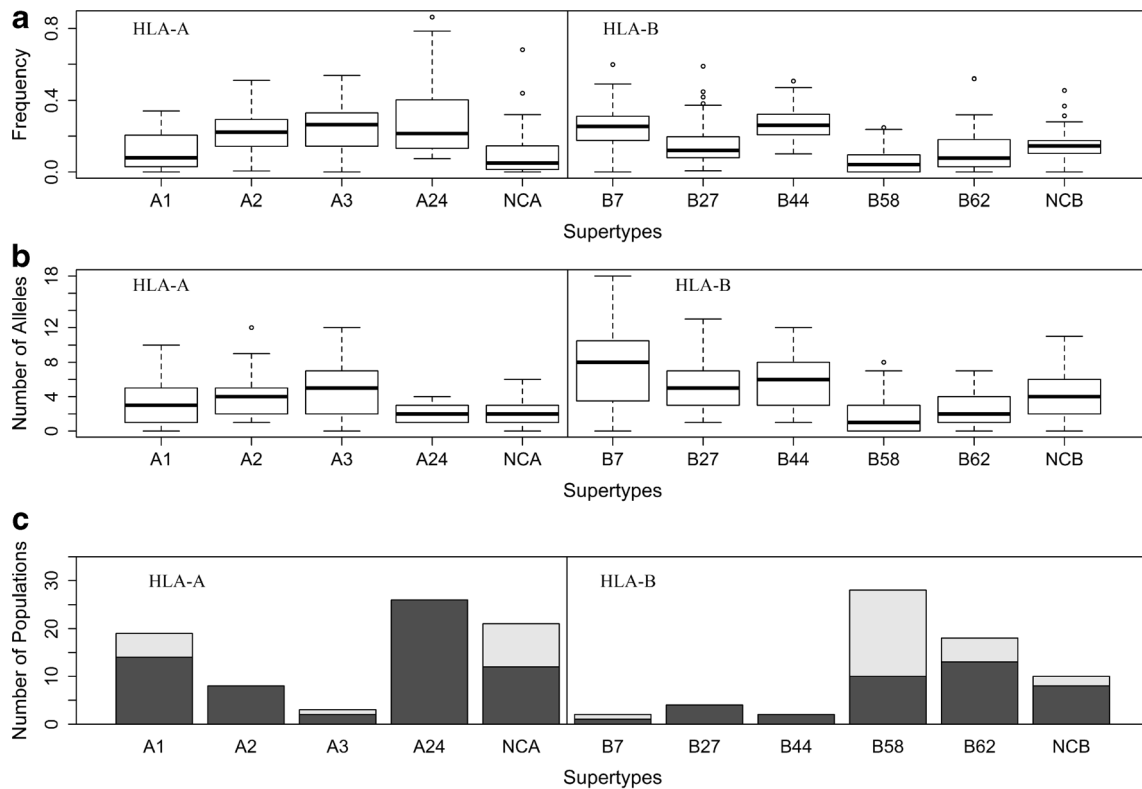 a
HLA-A
HLA-B
Frequency
0.0 0.4 0.8
A1 A2 A3 A24 NCA B7 B27 B44 B58 B62 NCB
Supertypes
b
HLA-A
HLA-B
Number of Alleles
0 4 8 12 18
A1 A2 A3 A24 NCA B7 B27 B44 B58 B62 NCB
Supertypes
c
HLA-A
HLA-B
Number of Populations
0 10 20 30
A1 A2 A3 A24 NCA B7 B27 B44 B58 B62 NCB
Supertypes